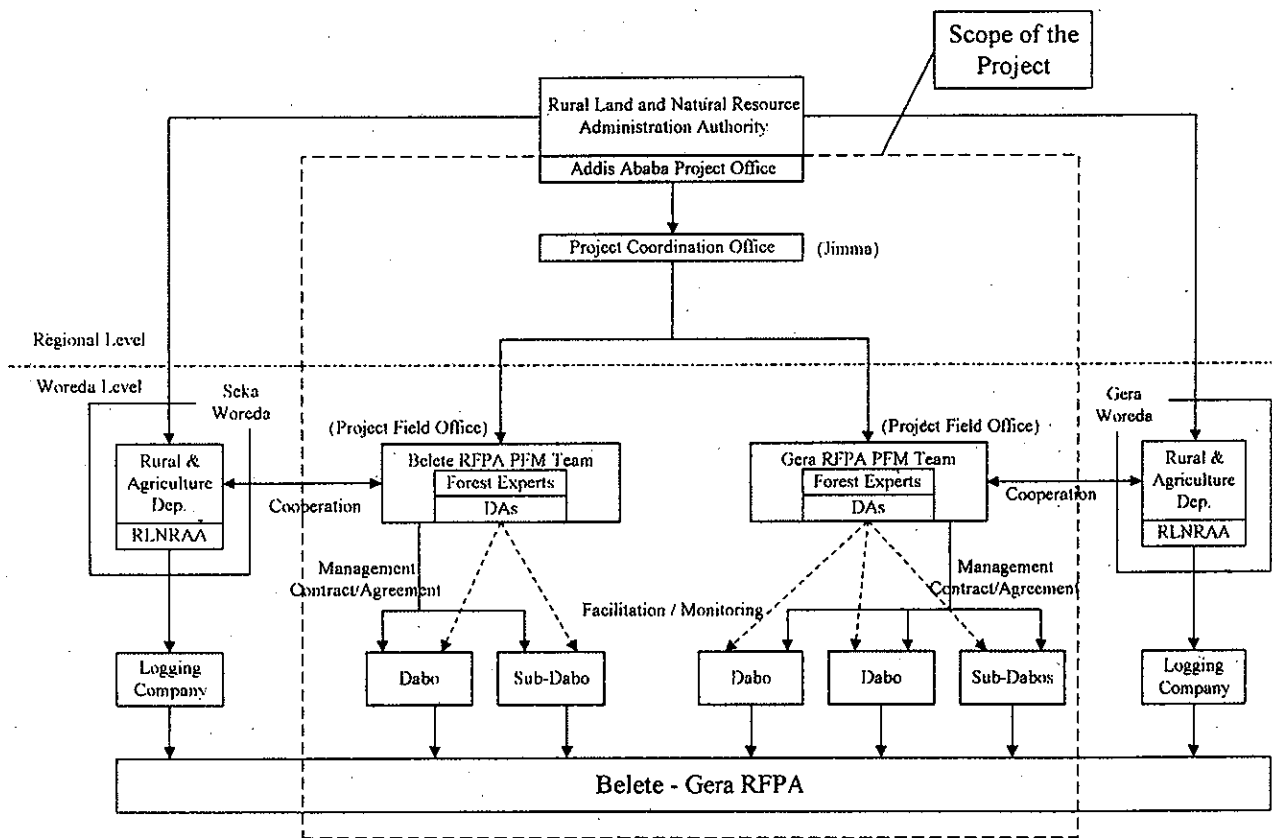 Scope of the
Project
Rural Land and Natural Resource
Administration Authority
Addis Ababa Project Office
Project Coordination Office
(Jimma)
Regional Level
Woreda Level
Seka
Woreda
Gera
Woreda
(Project Field Office)
(Project Field Office)
Rural &
Agriculture
Dep.
RLNRAA
Cooperation
Belete RFPA PFM Team
Forest Experts
DAs
Gera RFPA PFM Team
Forest Experts
DAs
Cooperation
Rural &
Agriculture
Dep.
RLNRAA
Management
Contract/Agreement
Facilitation / Monitoring
Management
Contract/Agreement
Logging
Company
Dabo
Sub-Dabo
Dabo
Dabo
Sub-Dabos
Logging
Company
Belete - Gera RFPA